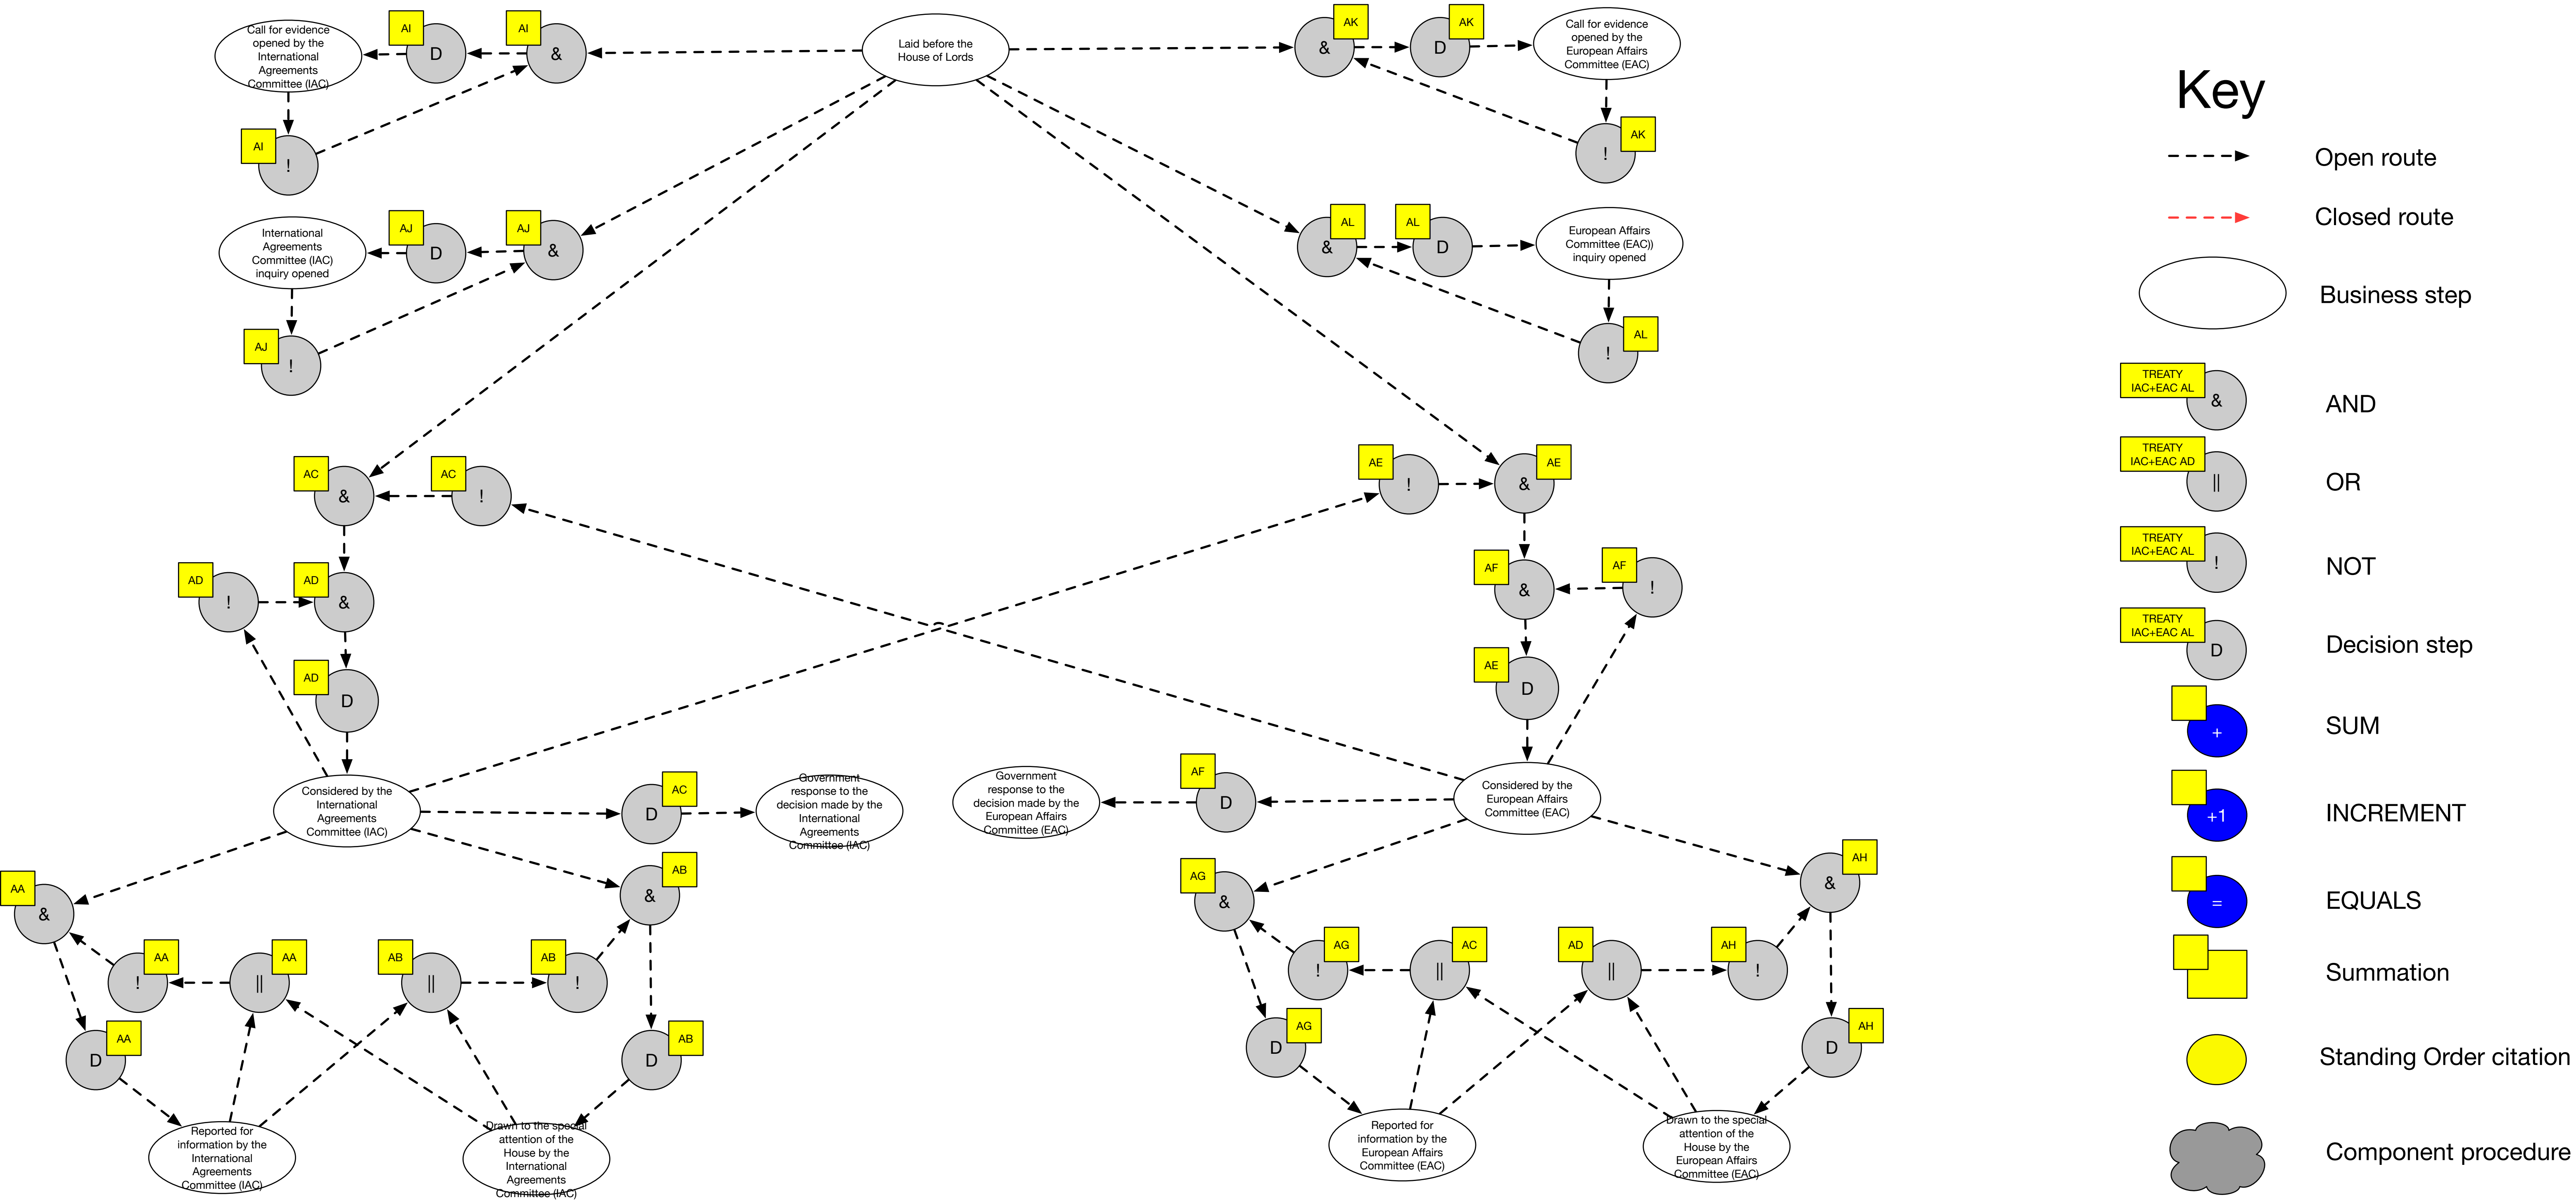 Call for evidence
opened by the
International
Agreements
Committee (IAC)
AI
D
AI
&
AI
!
Laid before the
House of Lords
&
AK
D
AK
Call for evidence
opened by the
European Affairs
Committee (EAC)
!
AK
International
Agreements
Committee (IAC)
inquiry opened
AJ
D
AJ
&
AJ
!
&
AL
AL
D
European Affairs
Committee (EAC))
inquiry opened
!
AL
AC
&
AC
!
AE
!
&
AE
AD
!
AD
&
AD
D
AF
&
AF
!
AE
D
Considered by the
International
Agreements
Committee (IAC)
D
AC
Government
response to the
decision made by the
International
Agreements
Committee (IAC)
Government
response to the
decision made by the
European Affairs
Committee (EAC)
AF
D
Considered by the
European Affairs
Committee (EAC)
AA
&
AA
!
AA
||
AB
||
AB
!
AB
&
AA
D
AB
D
Reported for
information by the
International
Agreements
Committee (IAC)
Drawn to the special
attention of the
House by the
International
Agreements
Committee (IAC)
AG
&
AG
!
AC
||
AD
||
AH
!
AH
&
AG
D
AH
D
Reported for
information by the
European Affairs
Committee (EAC)
Drawn to the special
attention of the
House by the
European Affairs
Committee (EAC)
Key
Open route
Closed route
Business step
TREATY
IAC+EAC AL
&
AND
TREATY
IAC+EAC AD
||
OR
TREATY
IAC+EAC AL
!
NOT
TREATY
IAC+EAC AL
D
Decision step
+
SUM
+1
INCREMENT
=
EQUALS
Summation
Standing Order citation
Component procedure